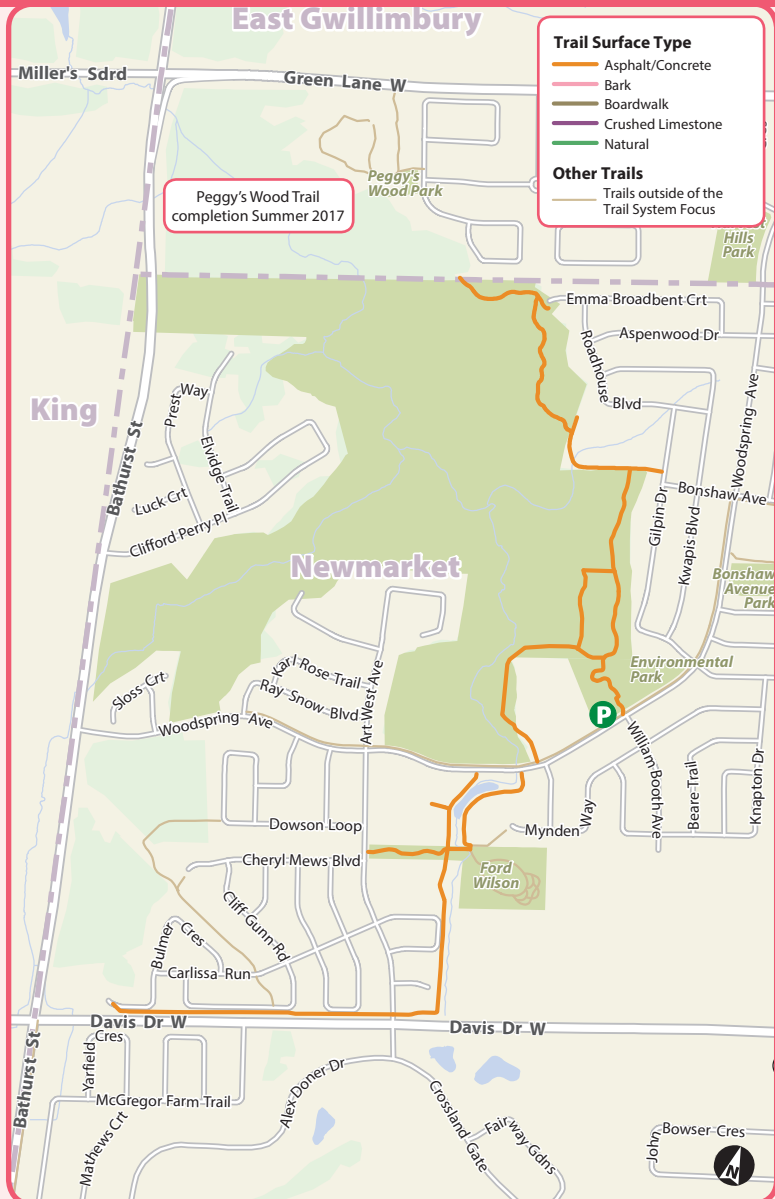 East Gwillimbury
Miller's Sdrd
Green Lane W
Trail Surface Type
Asphalt/Concrete
Bark
Boardwalk
Crushed Limestone
Natural
Other Trails
Trails outside of the
Trail System Focus
Peggy's
Wood Park
Peggy's Wood Trail
completion Summer 2017
Hills
Park
Emma Broadbent Crt
Aspenwood Dr
Roadhouse Blvd
Woodspring Ave
King
Bathurst St
Prest Way
Elvidge Trail
Luck Crt
Clifford Perry Pl
Gilpin Dr
Bonshaw Ave
Kwapis Blvd
Newmarket
Bonshaw
Avenue
Park
Karl Rose Trail
Ray Snow Blvd
Art West Ave
Sloss Crt
Woodspring Ave
Environmental
Park
P
William Booth Ave
Beare Trail
Knapton Dr
Mynden Way
Dowson Loop
Cheryl Mews Blvd
Ford
Wilson
Cliff Gunn Rd
Bulmer Cres
Carlissa Run
Davis Dr W
Davis Dr W
Bathurst St
Yarfield Cres
McGregor Farm Trail
Mathews Crt
Alex Doner Dr
Crossland Gate
Fairway Gdns
John Bowser Cres
N